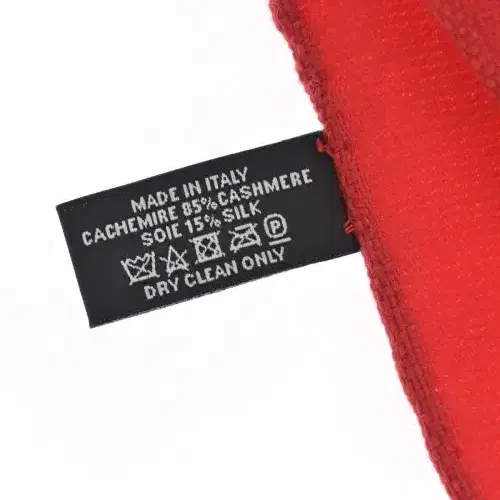 MADE IN ITALY
CACHEMIRE 85% CASHMERE
SOIE 15% SILK
P
DRY CLEAN ONLY